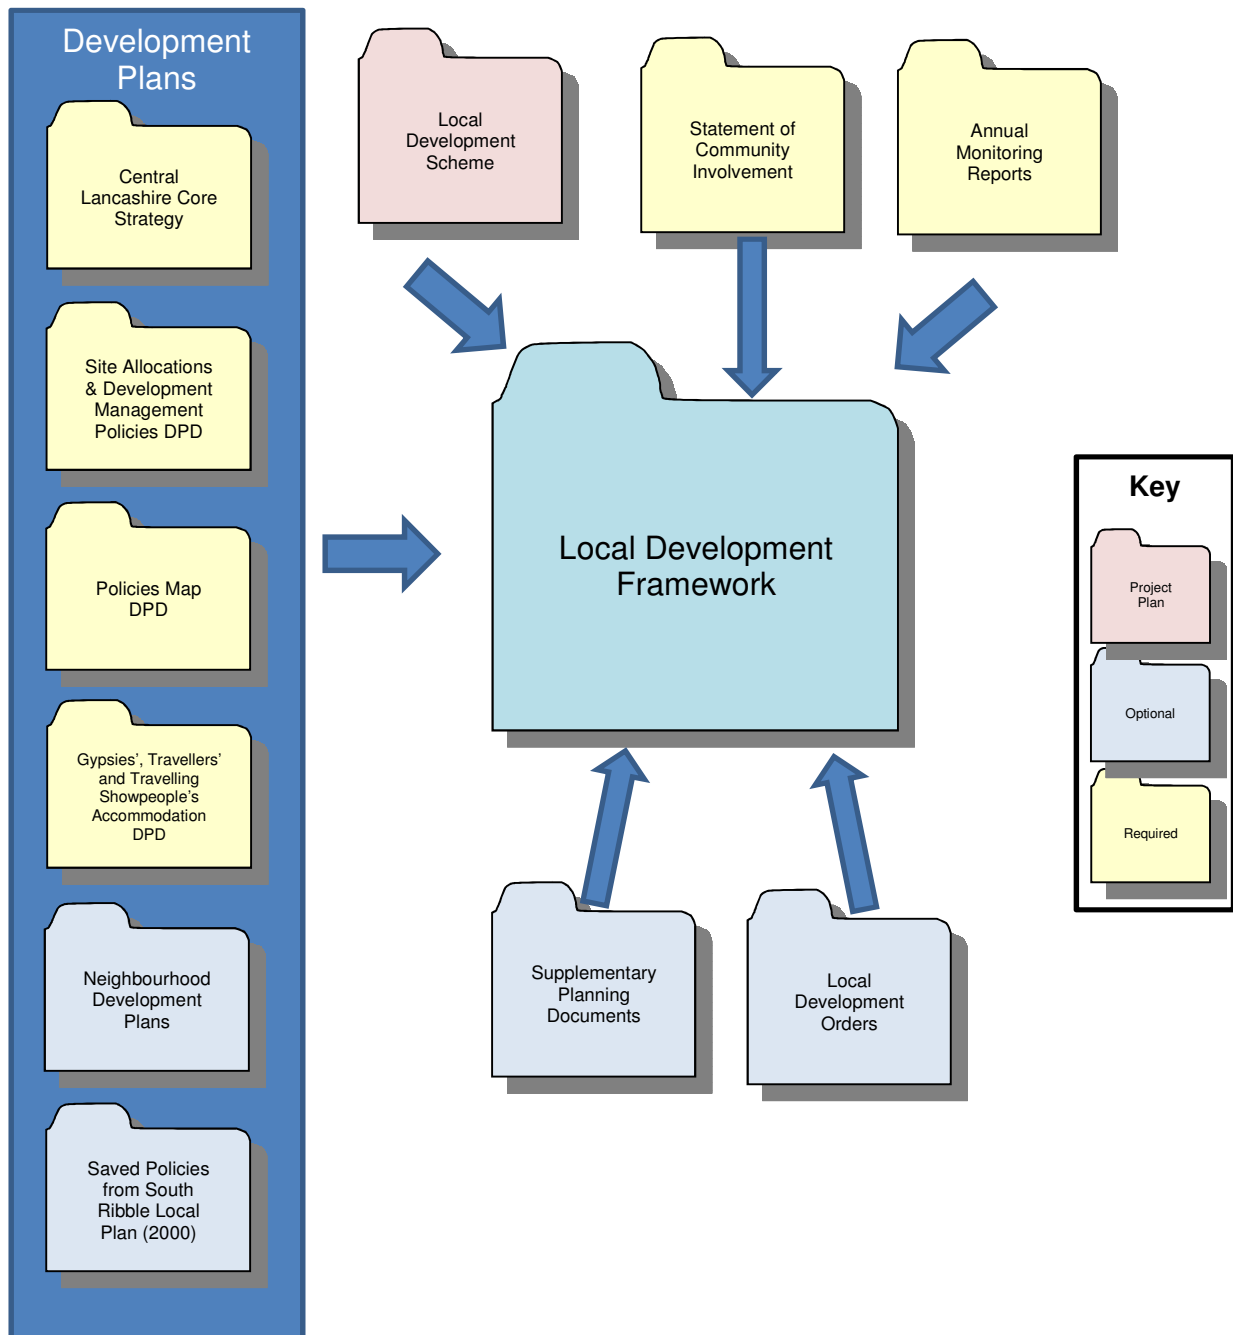 Development
Plans
Central
Lancashire Core
Strategy
Site Allocations
& Development
Management
Policies DPD
Policies Map
DPD
Gypsies', Travellers'
and Travelling
Showpeople's
Accommodation
DPD
Neighbourhood
Development
Plans
Saved Policies
from South
Ribble Local
Plan (2000)
Local
Development
Scheme
Statement of
Community
Involvement
Annual
Monitoring
Reports
Local Development
Framework
Supplementary
Planning
Documents
Local
Development
Orders
Key
Project
Plan
Optional
Required